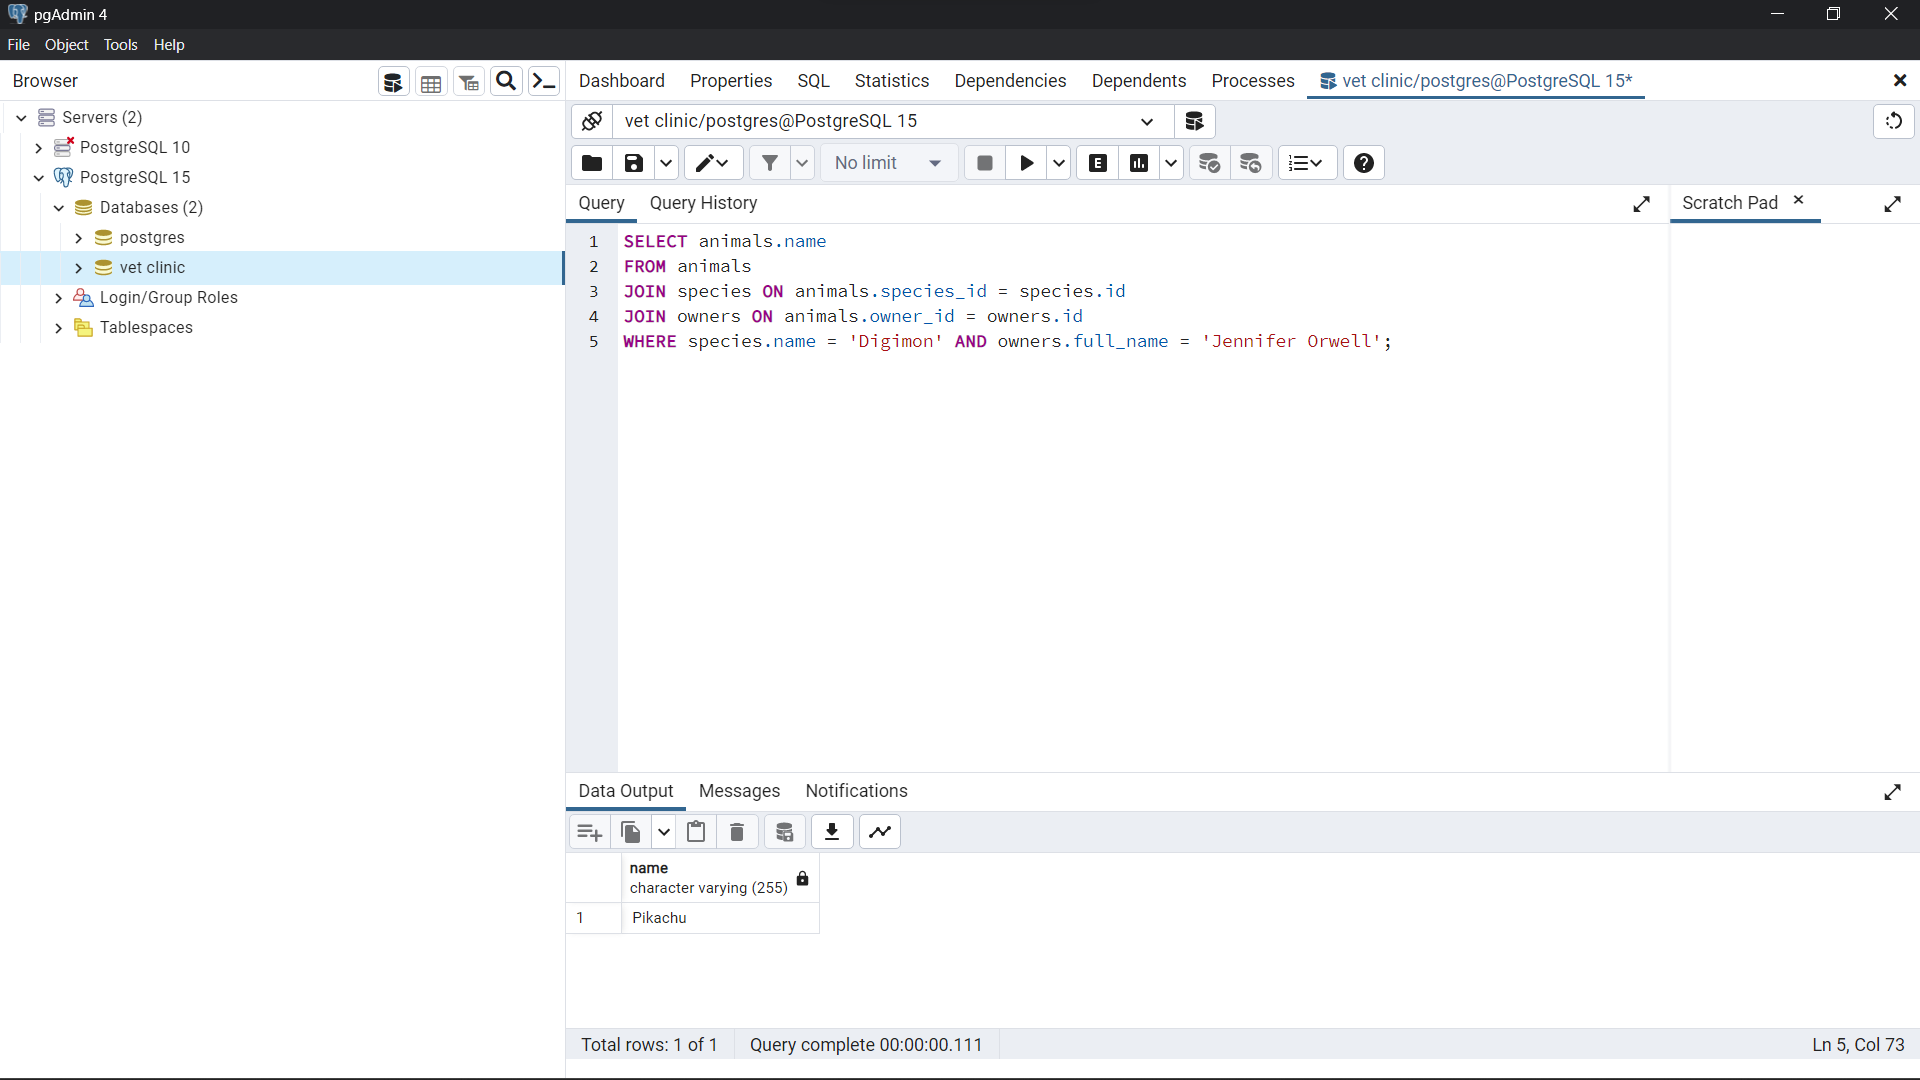 pgAdmin 4
File Object Tools Help
Browser
Dashboard Properties SQL Statistics Dependencies Dependents Processes vet clinic/postgres@PostgreSQL 15*
Servers (2)
PostgreSQL 10
PostgreSQL 15
Databases (2)
postgres
vet clinic
Login/Group Roles
Tablespaces
vet clinic/postgres@PostgreSQL 15
No limit
E
Query Query History
Scratch Pad
1 SELECT animals.name
2 FROM animals
3 JOIN species ON animals.species_id = species.id
4 JOIN owners ON animals.owner_id = owners.id
5 WHERE species.name = 'Digimon' AND owners.full_name = 'Jennifer Orwell';
Data Output Messages Notifications
name
character varying (255)
1 Pikachu
Total rows: 1 of 1 Query complete 00:00:00.111 Ln 5, Col 73